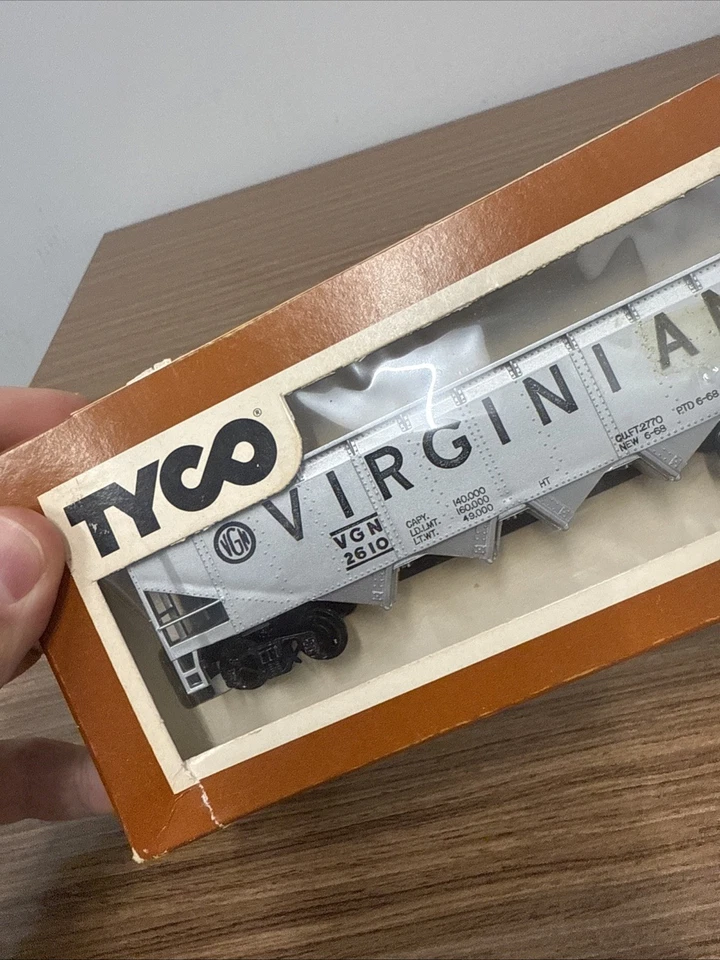 TYCO®
VIRGINIAN
VGN
VGN
2610
CAPY. 140,000
LD.LMT. 160,000
LT.WT. 49,000
HT
CU.FT.2770
NEW 6-68
RTD 6-68